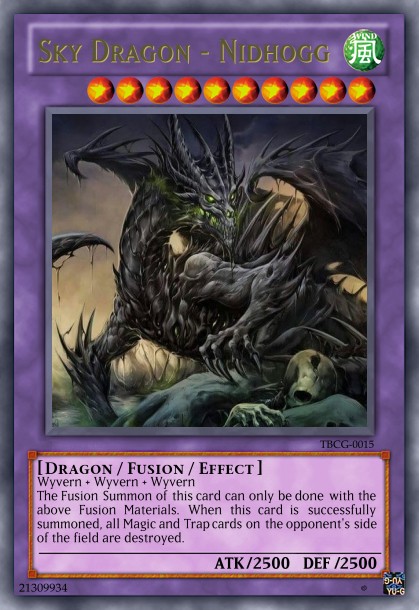 Sky Dragon - Nidhogg
WIND
風
TBCG-0015
[ Dragon / Fusion / Effect ]
Wyvern + Wyvern + Wyvern
The Fusion Summon of this card can only be done with the
above Fusion Materials. When this card is successfully
summoned, all Magic and Trap cards on the opponent's side
of the field are destroyed.
ATK/2500 DEF/2500
21309934